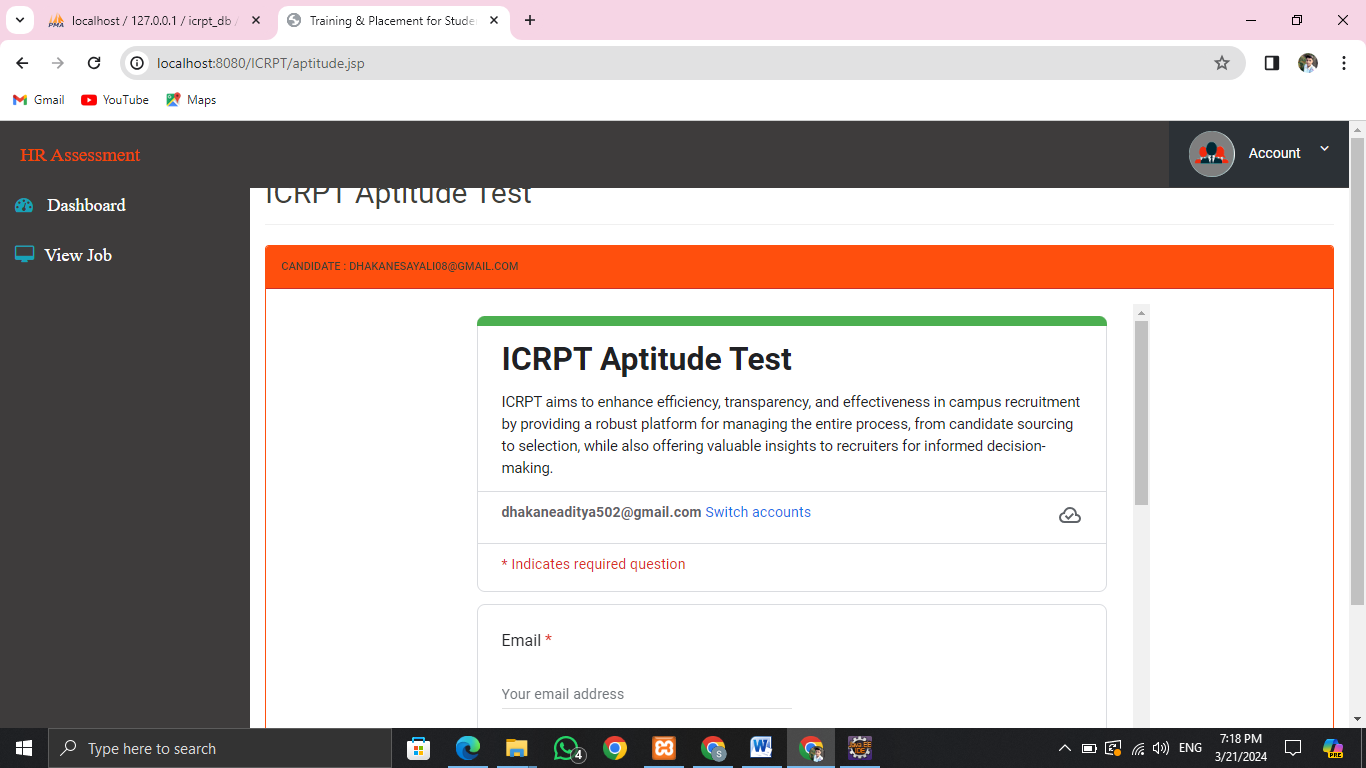 localhost / 127.0.0.1 / icrpt_db /
Training & Placement for Stude
localhost:8080/ICRPT/aptitude.jsp
Gmail YouTube Maps
HR Assessment
Account
Dashboard
View Job
ICRPT Aptitude Test
CANDIDATE : DHAKANESAYALI08@GMAIL.COM
ICRPT Aptitude Test
ICRPT aims to enhance efficiency, transparency, and effectiveness in campus recruitment
by providing a robust platform for managing the entire process, from candidate sourcing
to selection, while also offering valuable insights to recruiters for informed decision-
making.
dhakaneaditya502@gmail.com Switch accounts
* Indicates required question
Email *
Your email address
Type here to search
4
S
W
ENG
7:18 PM
3/21/2024
PRE